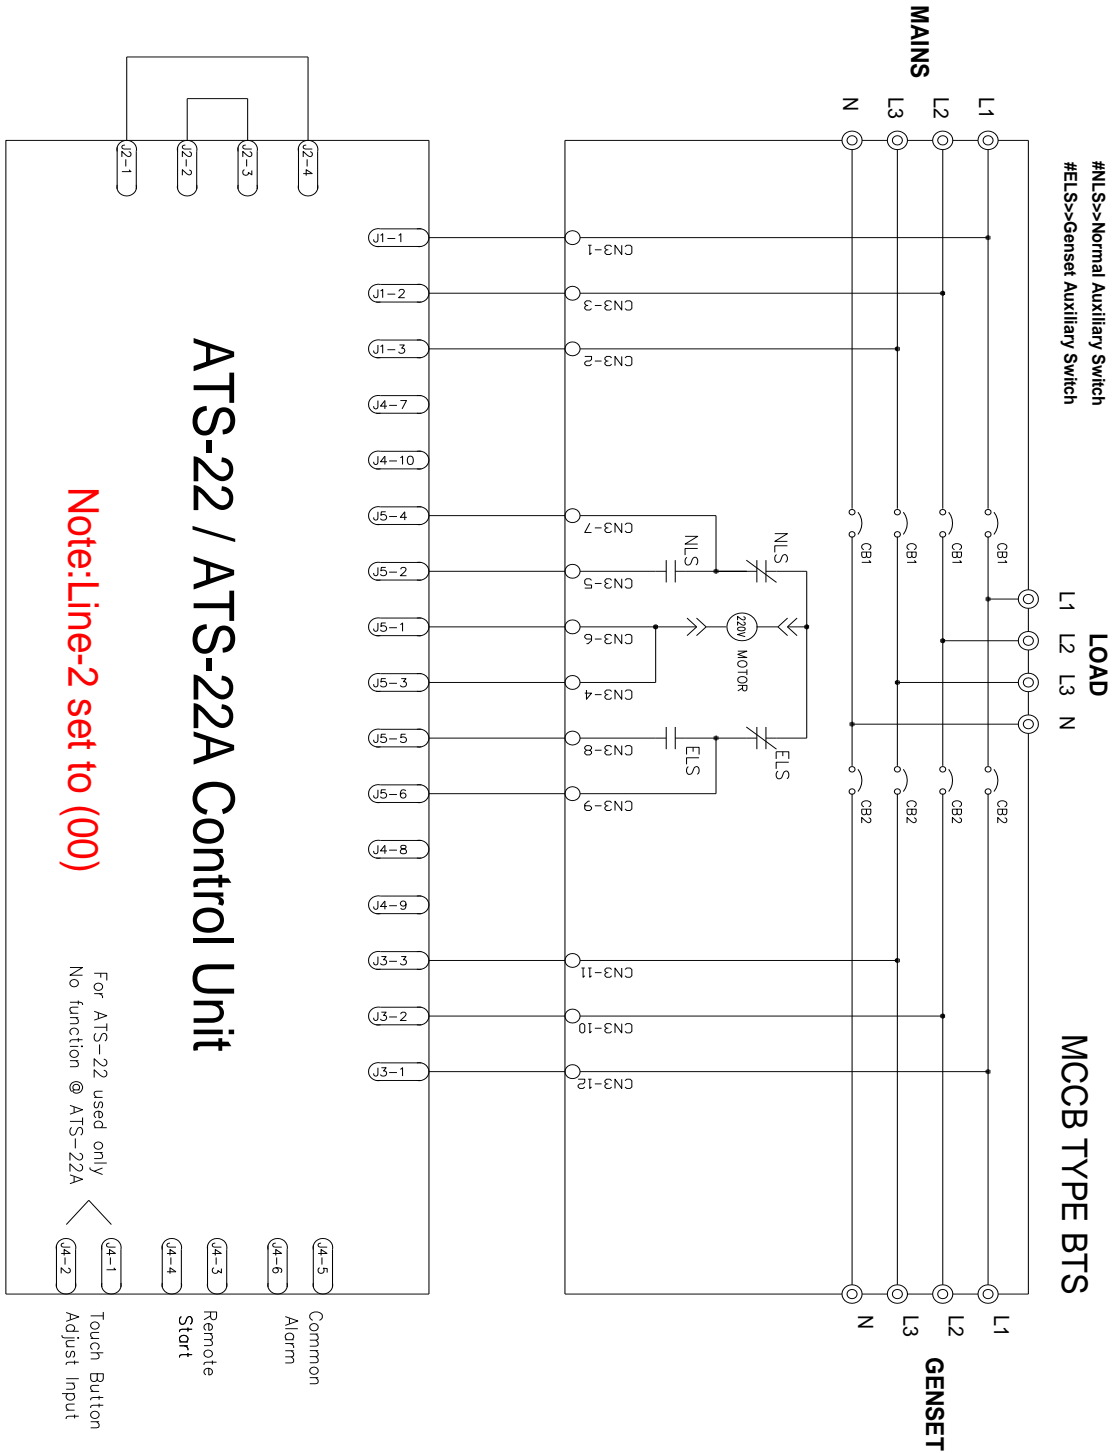 MCCB TYPE BTS
#NLS>>Normal Auxiliary Switch
#ELS>>Genset Auxiliary Switch
LOAD
L1
L2
L3
N
MAINS
L1
L2
L3
N
GENSET
L1
L2
L3
N
CB1
CB1
CB1
CB1
CB2
CB2
CB2
CB2
NLS
ELS
220V
MOTOR
NLS
ELS
CN3-1
CN3-3
CN3-2
CN3-7
CN3-5
CN3-6
CN3-4
CN3-8
CN3-9
CN3-11
CN3-10
CN3-12
J1-1
J1-2
J1-3
J4-7
J4-10
J5-4
J5-2
J5-1
J5-3
J5-5
J5-6
J4-8
J4-9
J3-3
J3-2
J3-1
J2-4
J2-3
J2-2
J2-1
ATS-22 / ATS-22A Control Unit
Note:Line-2 set to (00)
For ATS-22 used only
No function @ ATS-22A
J4-5
J4-6
J4-3
J4-4
J4-1
J4-2
Common
Alarm
Remote
Start
Touch Button
Adjust Input